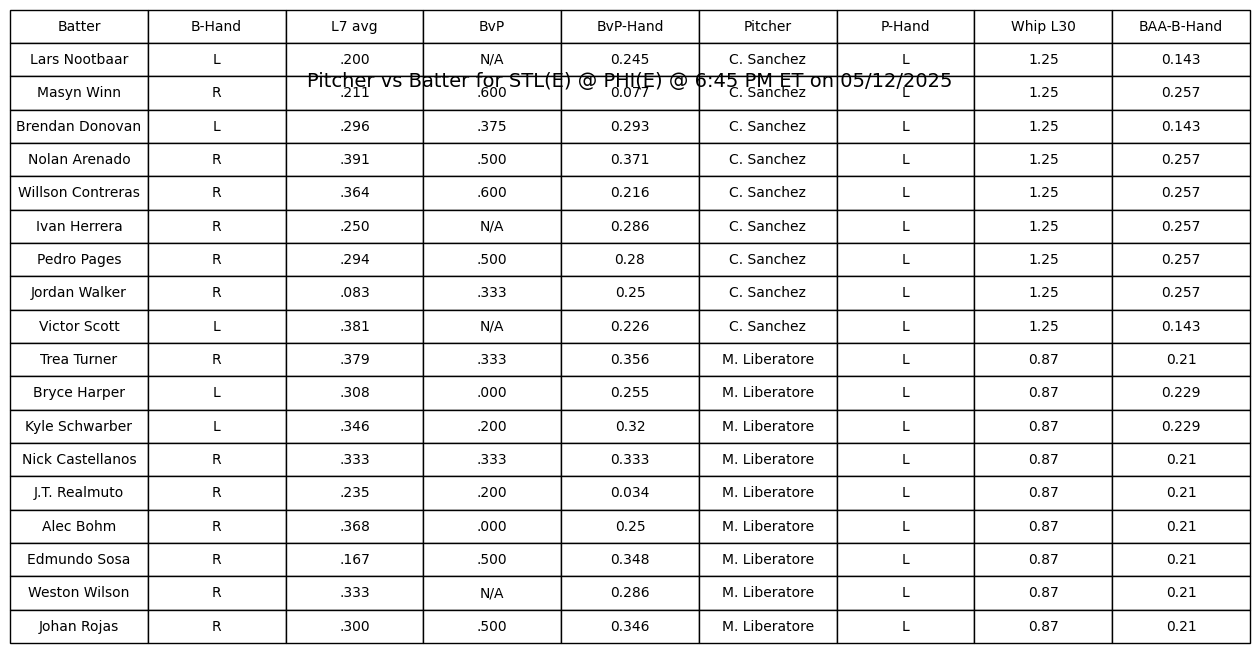 Batter B-Hand L7 avg BvP BvP-Hand Pitcher P-Hand Whip L30 BAA-B-Hand
Lars Nootbaar L .200 N/A 0.245 C. Sanchez L 1.25 0.143
Pitcher vs Batter for STL(E) @ PHI(E) @ 6:45 PM ET on 05/12/2025
Masyn Winn R .211 .600 0.077 C. Sanchez L 1.25 0.257
Brendan Donovan L .296 .375 0.293 C. Sanchez L 1.25 0.143
Nolan Arenado R .391 .500 0.371 C. Sanchez L 1.25 0.257
Willson Contreras R .364 .600 0.216 C. Sanchez L 1.25 0.257
Ivan Herrera R .250 N/A 0.286 C. Sanchez L 1.25 0.257
Pedro Pages R .294 .500 0.28 C. Sanchez L 1.25 0.257
Jordan Walker R .083 .333 0.25 C. Sanchez L 1.25 0.257
Victor Scott L .381 N/A 0.226 C. Sanchez L 1.25 0.143
Trea Turner R .379 .333 0.356 M. Liberatore L 0.87 0.21
Bryce Harper L .308 .000 0.255 M. Liberatore L 0.87 0.229
Kyle Schwarber L .346 .200 0.32 M. Liberatore L 0.87 0.229
Nick Castellanos R .333 .333 0.333 M. Liberatore L 0.87 0.21
J.T. Realmuto R .235 .200 0.034 M. Liberatore L 0.87 0.21
Alec Bohm R .368 .000 0.25 M. Liberatore L 0.87 0.21
Edmundo Sosa R .167 .500 0.348 M. Liberatore L 0.87 0.21
Weston Wilson R .333 N/A 0.286 M. Liberatore L 0.87 0.21
Johan Rojas R .300 .500 0.346 M. Liberatore L 0.87 0.21